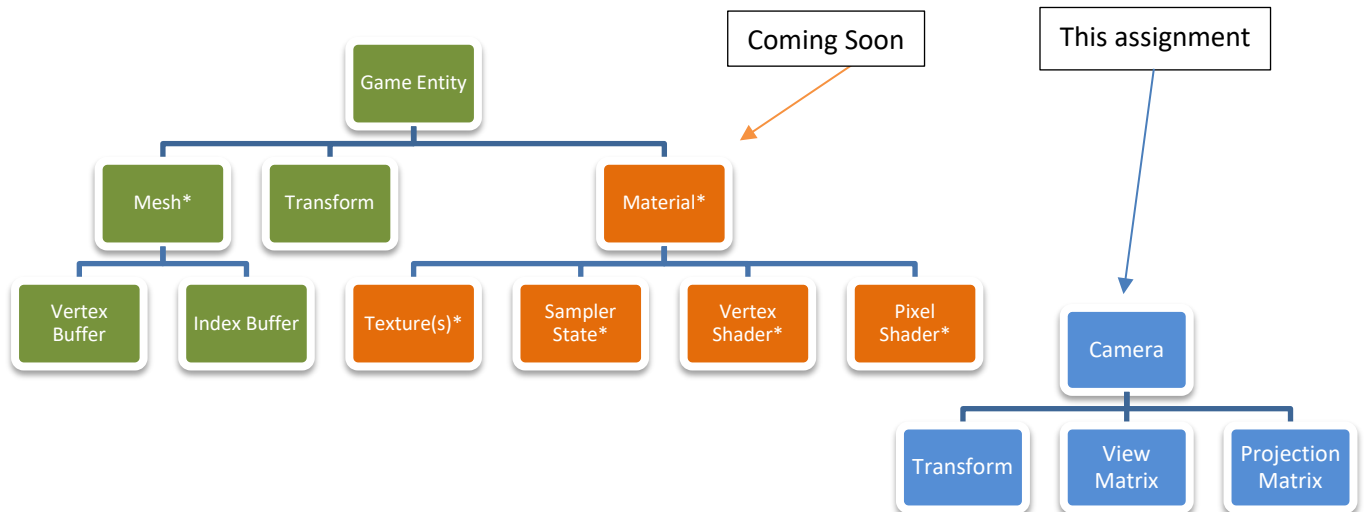 Coming Soon
This assignment
Game Entity
Mesh*
Transform
Material*
Vertex
Buffer
Index Buffer
Texture(s)*
Sampler
State*
Vertex
Shader*
Pixel
Shader*
Camera
Transform
View
Matrix
Projection
Matrix